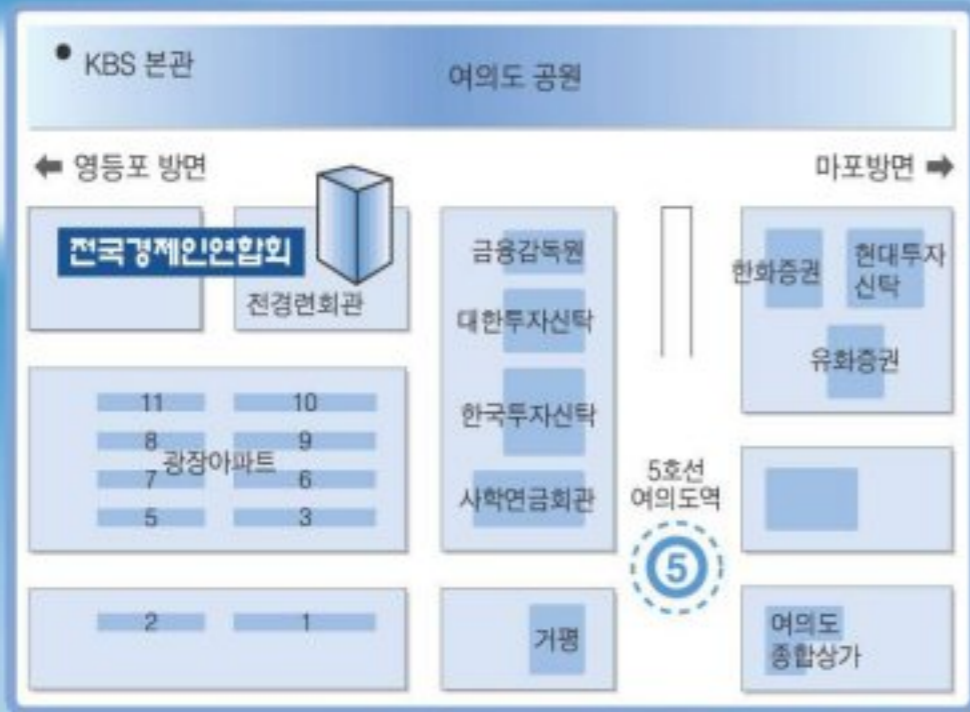 KBS 본관
여의도 공원
영등포 방면
마포방면
전국경제인연합회
전경련회관
금융감독원
대한투자신탁
한국투자신탁
사학연금회관
한화증권
현대투자
신탁
유화증권
11
10
8
9
광장아파트
7
6
5
3
5호선
여의도역
5
2
1
거평
여의도
종합상가